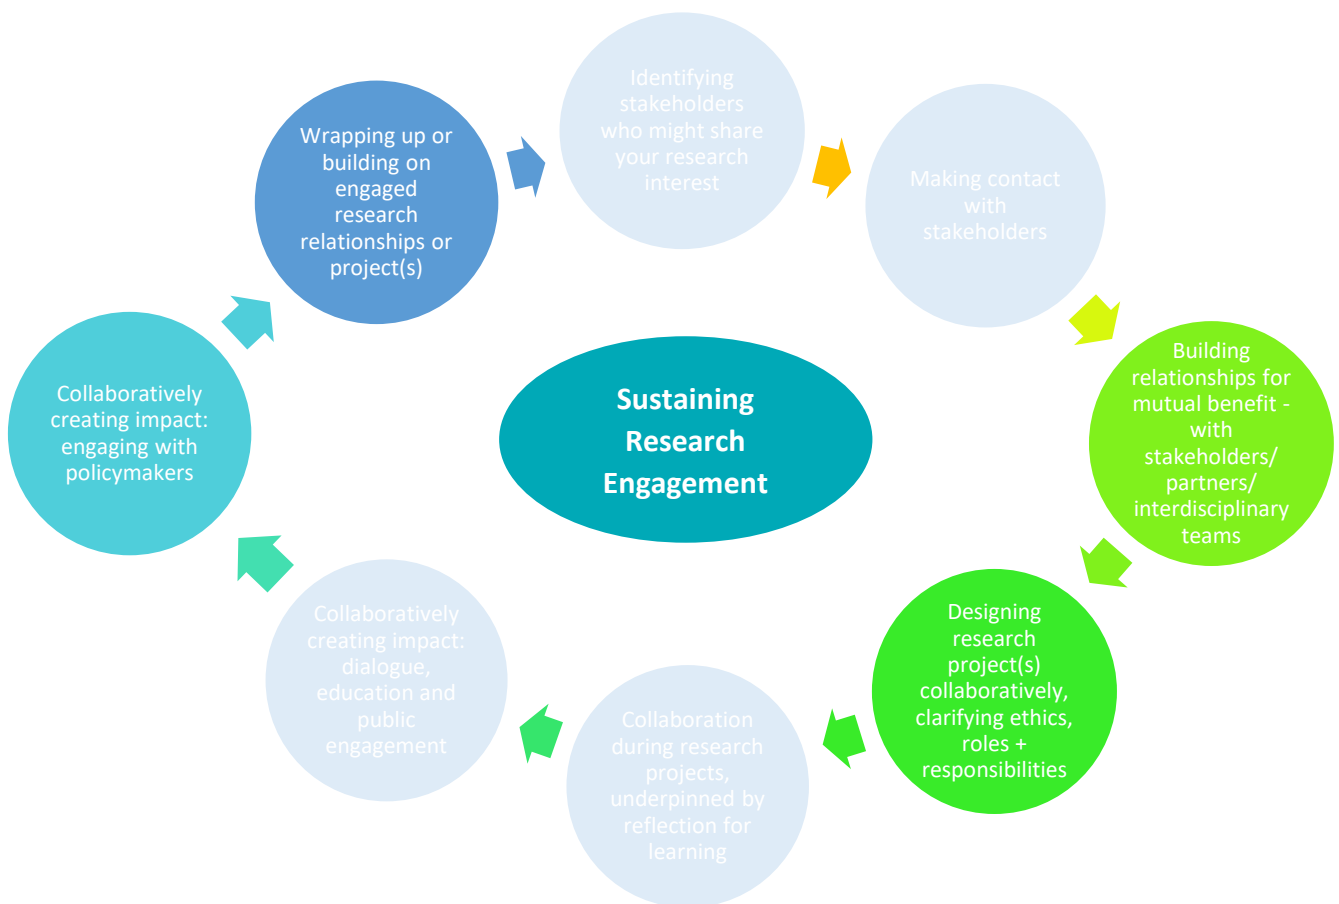 Identifying
stakeholders
who might share
your research
interest
Making contact
with
stakeholders
Building
relationships for
mutual benefit -
with
stakeholders/
partners/
interdisciplinary
teams
Designing
research
project(s)
collaboratively,
clarifying ethics,
roles +
responsibilities
Collaboration
during research
projects,
underpinned by
reflection for
learning
Collaboratively
creating impact:
dialogue,
education and
public
engagement
Collaboratively
creating impact:
engaging with
policymakers
Wrapping up or
building on
engaged
research
relationships or
project(s)
Sustaining
Research
Engagement